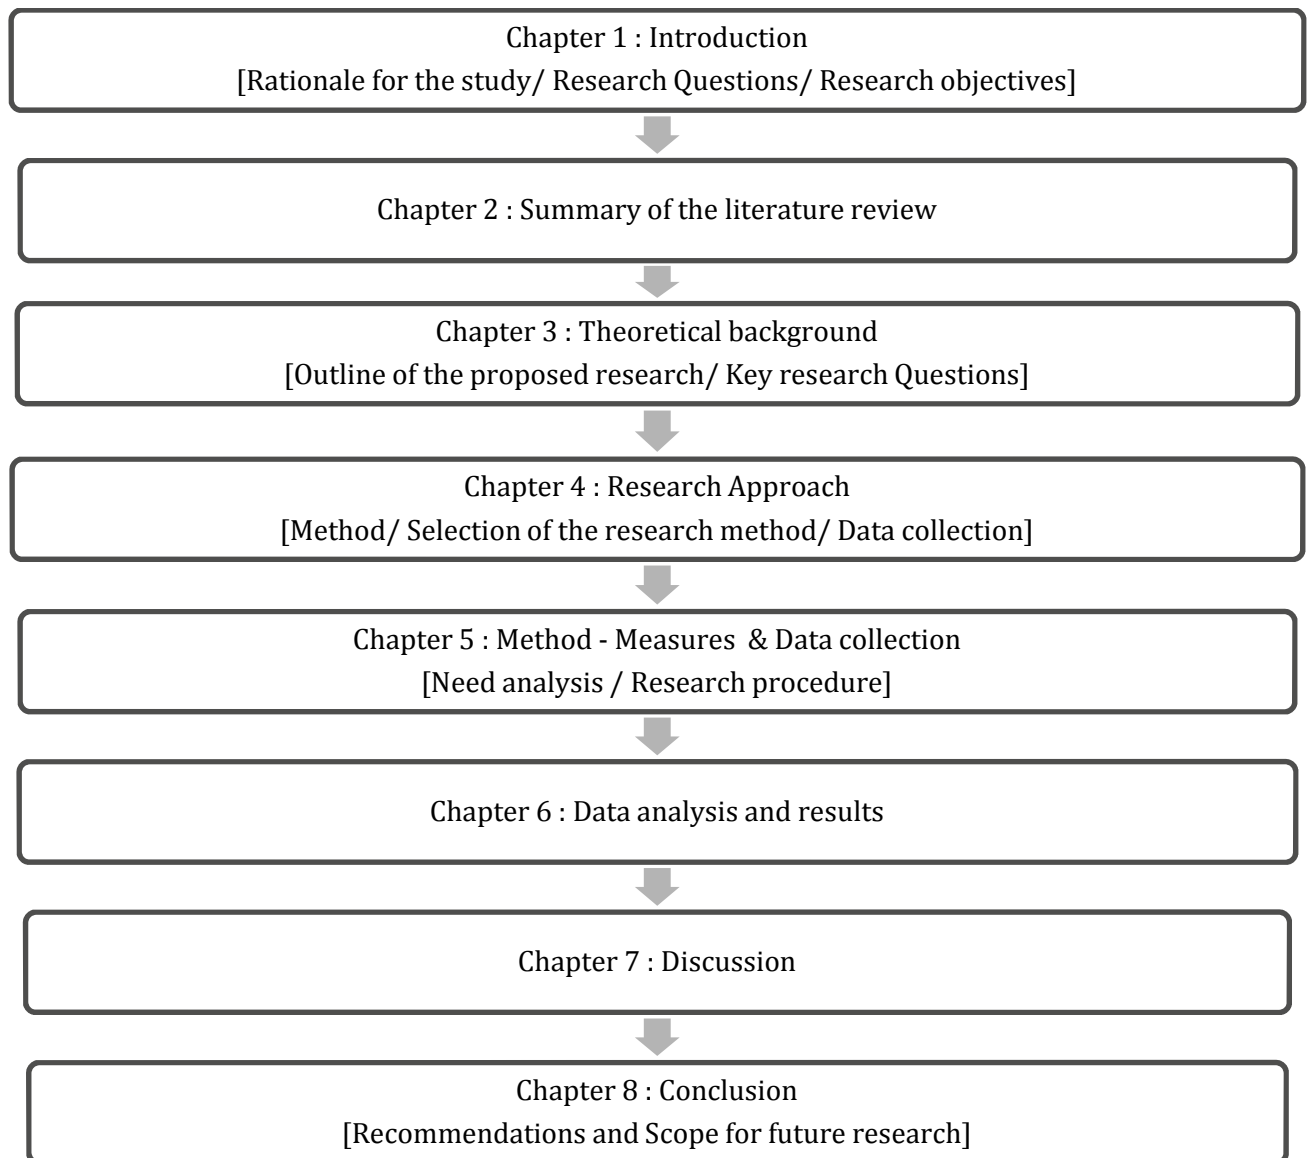 Chapter 1 : Introduction
[Rationale for the study/ Research Questions/ Research objectives]
Chapter 2 : Summary of the literature review
Chapter 3 : Theoretical background
[Outline of the proposed research/ Key research Questions]
Chapter 4 : Research Approach
[Method/ Selection of the research method/ Data collection]
Chapter 5 : Method - Measures  & Data collection
[Need analysis / Research procedure]
Chapter 6 : Data analysis and results
Chapter 7 : Discussion
Chapter 8 : Conclusion
[Recommendations and Scope for future research]